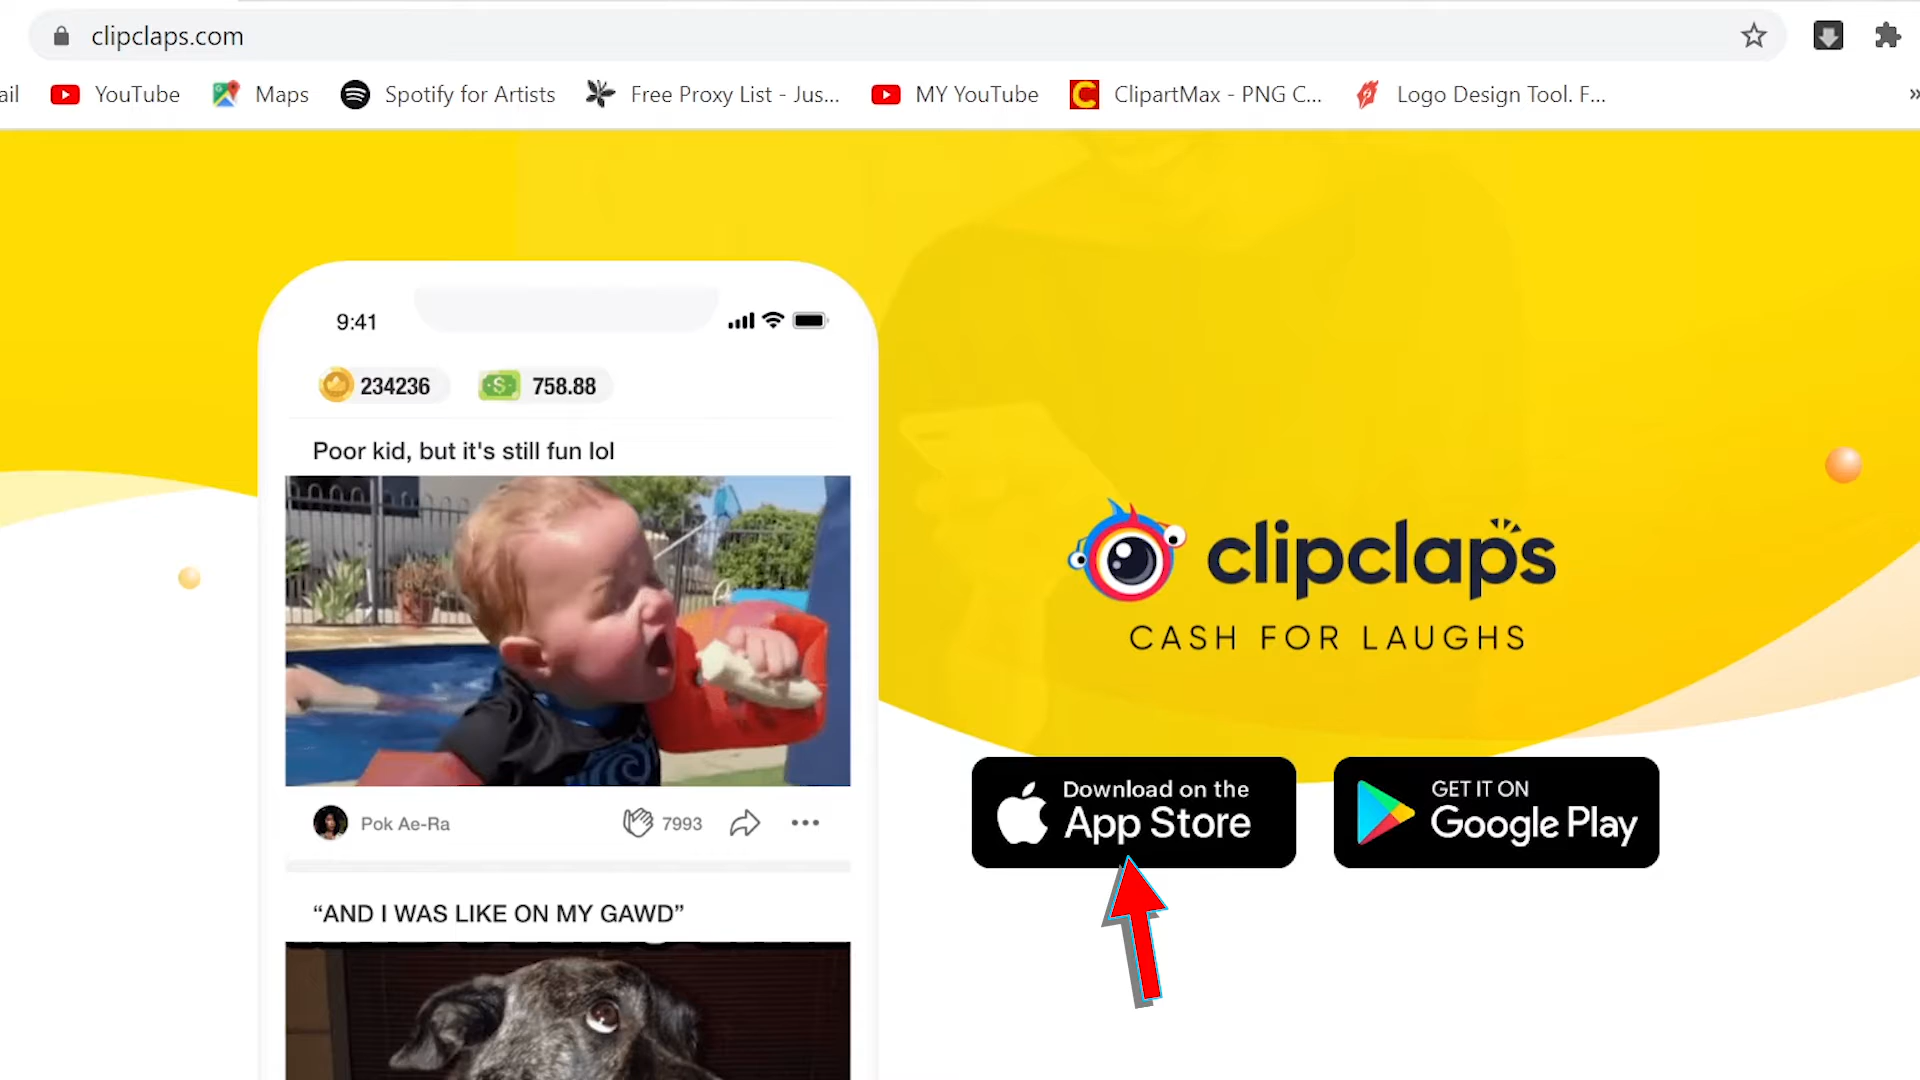 clipclaps.com
ail YouTube Maps Spotify for Artists Free Proxy List - Jus... MY YouTube ClipartMax - PNG C... Logo Design Tool. F... »
9:41
234236 758.88
Poor kid, but it's still fun lol
Pok Ae-Ra 7993
“AND I WAS LIKE ON MY GAWD”
clipclaps
CASH FOR LAUGHS
Download on the
App Store
GET IT ON
Google Play